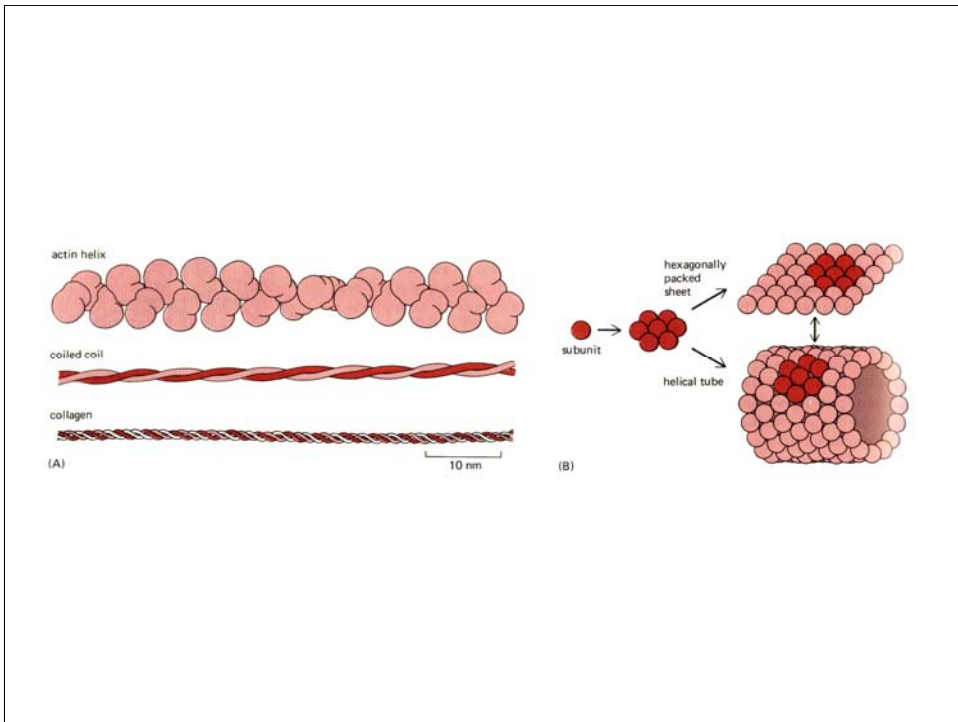 actin helix
coiled coil
collagen
10 nm
(A)
hexagonally
packed
sheet
subunit
helical tube
(B)